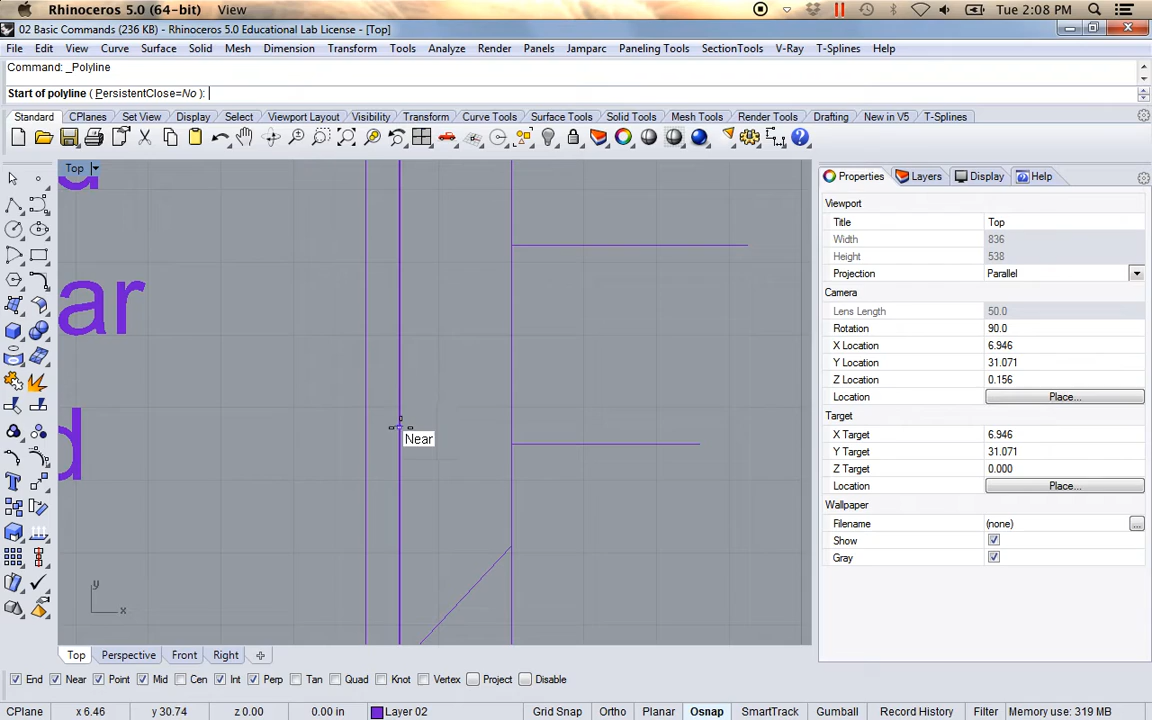 Rhinoceros 5.0 (64-bit) View Tue 2:08 PM
02 Basic Commands (236 KB) - Rhinoceros 5.0 Educational Lab License - [Top]
File Edit View Curve Surface Solid Mesh Dimension Transform Tools Analyze Render Panels Jamparc Paneling Tools SectionTools V-Ray T-Splines Help
Command: _Polyline
Start of polyline ( PersistentClose=No ):
Standard CPlanes Set View Display Select Viewport Layout Visibility Transform Curve Tools Surface Tools Solid Tools Mesh Tools Render Tools Drafting New in V5 T-Splines
Top
d
ar
d
Near
y
x
Properties Layers Display Help
Viewport
Title Top
Width 836
Height 538
Projection Parallel
Camera
Lens Length 50.0
Rotation 90.0
X Location 6.946
Y Location 31.071
Z Location 0.156
Location Place...
Target
X Target 6.946
Y Target 31.071
Z Target 0.000
Location Place...
Wallpaper
Filename (none) ...
Show
Gray
Top Perspective Front Right
End Near Point Mid Cen Int Perp Tan Quad Knot Vertex Project Disable
CPlane x 6.46 y 30.74 z 0.00 0.00 in Layer 02 Grid Snap Ortho Planar Osnap SmartTrack Gumball Record History Filter Memory use: 319 MB